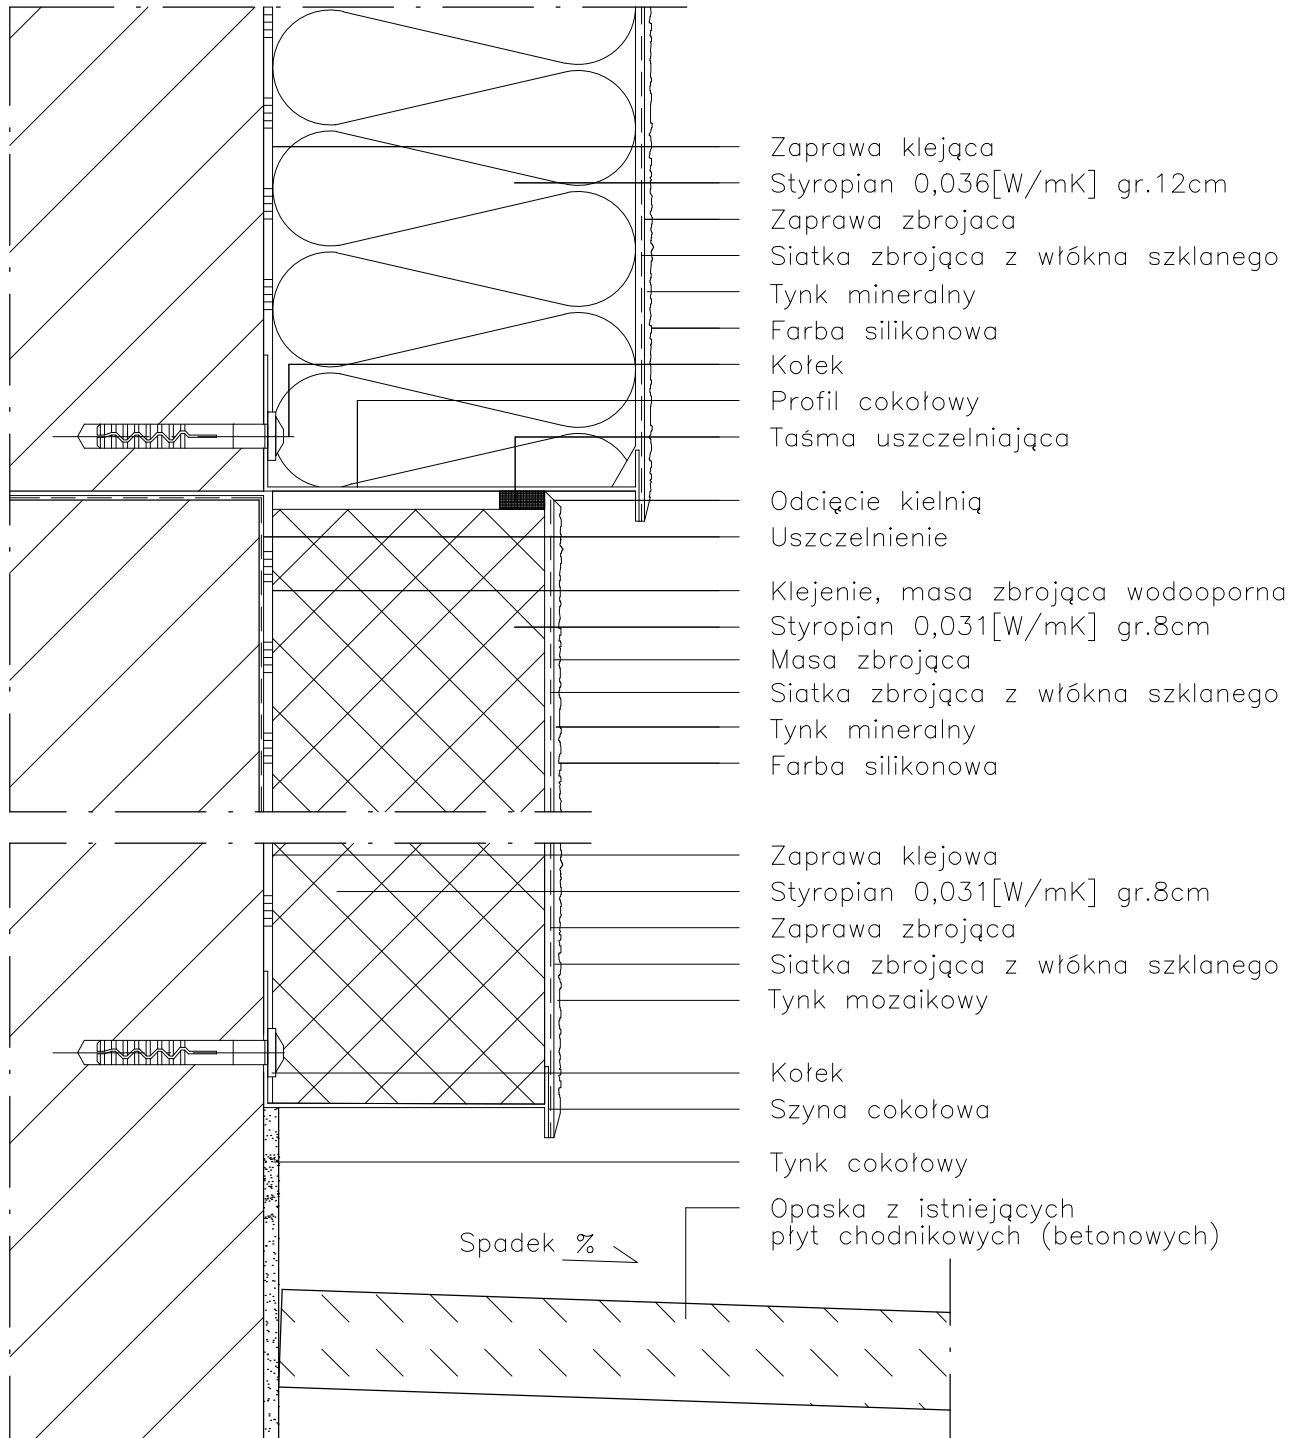 Zaprawa klejąca
Styropian 0,036[W/mK] gr.12cm
Zaprawa zbrojaca
Siatka zbrojąca z włókna szklanego
Tynk mineralny
Farba silikonowa
Kołek
Profil cokołowy
Taśma uszczelniająca
Odcięcie kielnią
Uszczelnienie
Klejenie, masa zbrojąca wodooporna
Styropian 0,031[W/mK] gr.8cm
Masa zbrojąca
Siatka zbrojąca z włókna szklanego
Tynk mineralny
Farba silikonowa
Zaprawa klejowa
Styropian 0,031[W/mK] gr.8cm
Zaprawa zbrojąca
Siatka zbrojąca z włókna szklanego
Tynk mozaikowy
Kołek
Szyna cokołowa
Tynk cokołowy
Opaska z istniejących
płyt chodnikowych (betonowych)
Spadek %